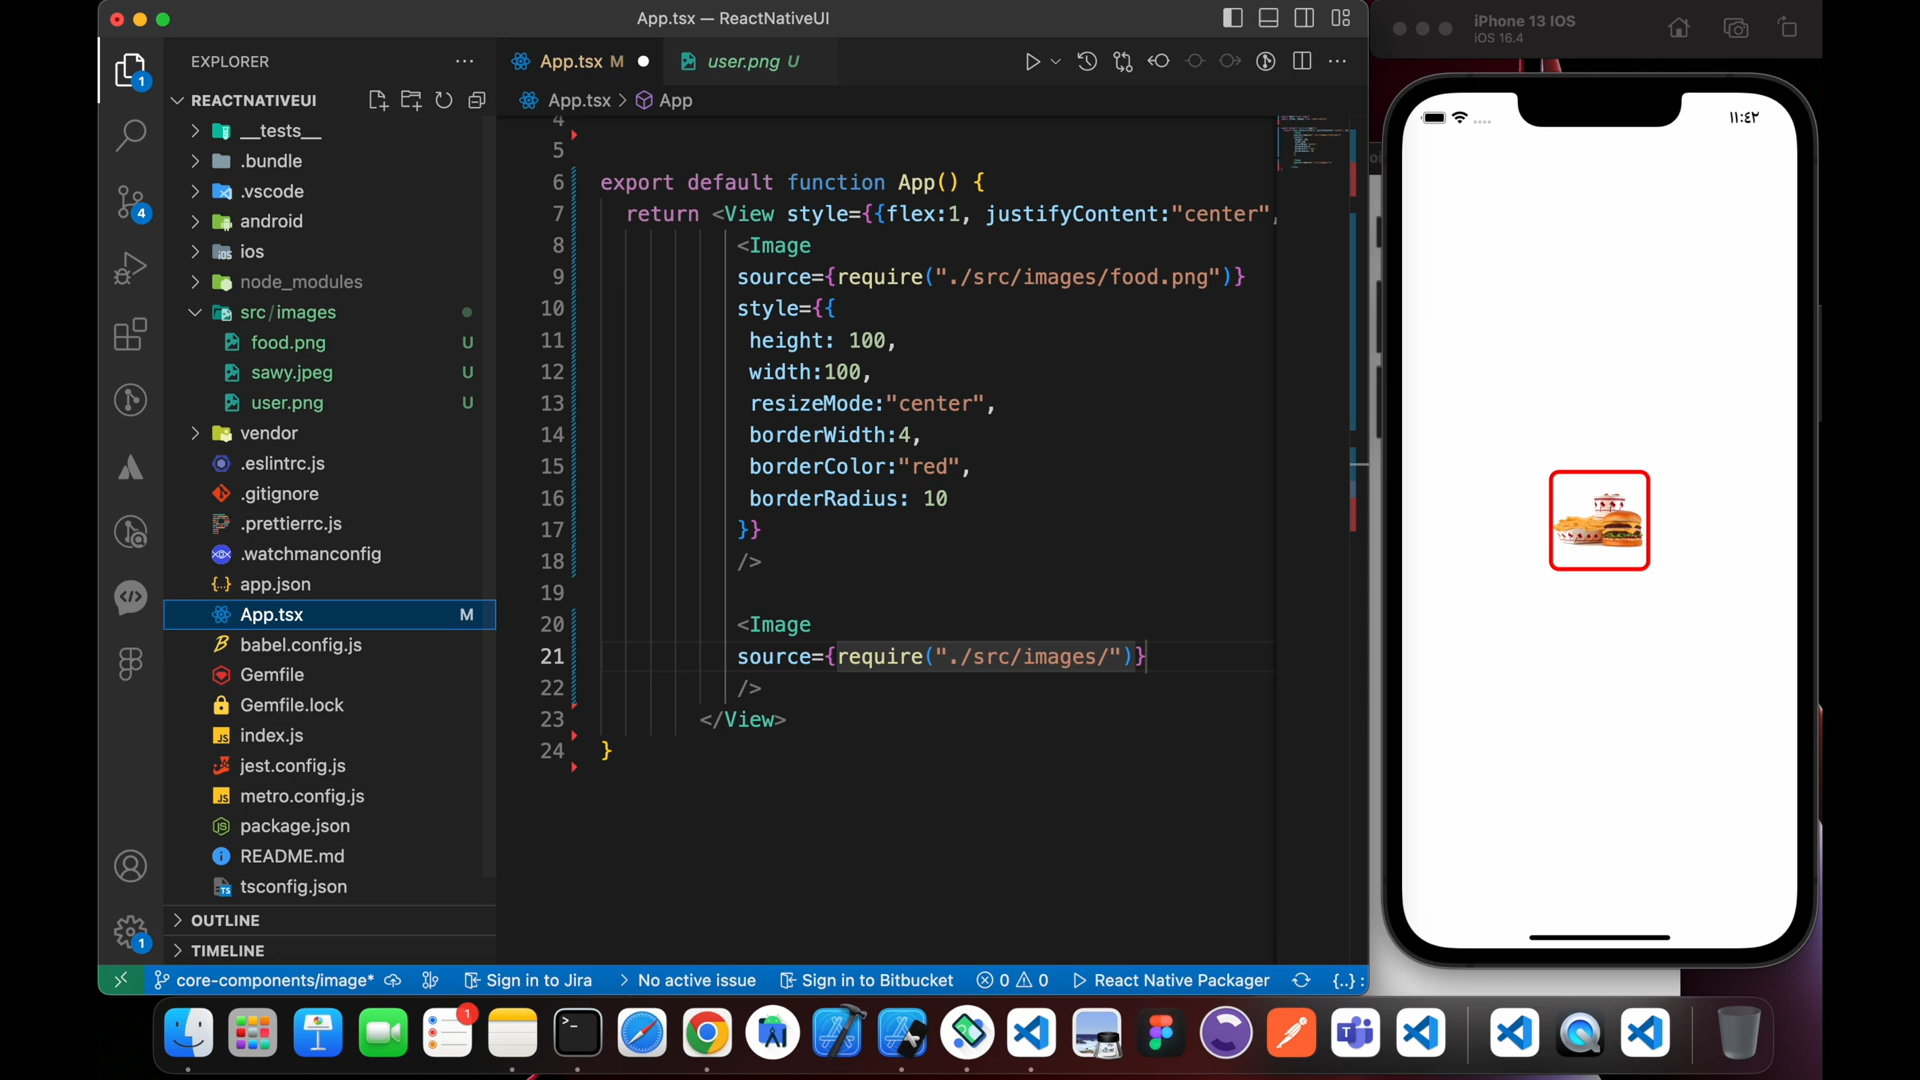 App.tsx — ReactNativeUI
iPhone 13 IOS
iOS 16.4
EXPLORER
App.tsx M
user.png U
REACTNATIVEUI
App.tsx
App
1
__tests__
.bundle
.vscode
4
android
ios
node_modules
src/images
food.png U
sawy.jpeg U
user.png U
vendor
.eslintrc.js
.gitignore
.prettierrc.js
.watchmanconfig
app.json
App.tsx M
babel.config.js
Gemfile
Gemfile.lock
index.js
jest.config.js
metro.config.js
package.json
README.md
tsconfig.json
OUTLINE
TIMELINE
1
4
5
6 export default function App() {
7 return <View style={{flex:1, justifyContent:"center",
8 <Image
9 source={require("./src/images/food.png")}
10 style={{
11 height: 100,
12 width:100,
13 resizeMode:"center",
14 borderWidth:4,
15 borderColor:"red",
16 borderRadius: 10
17 }}
18 />
19
20 <Image
21 source={require("./src/images/")}
22 />
23 </View>
24 }
١١:٤٢
core-components/image*
Sign in to Jira
No active issue
Sign in to Bitbucket
0
0
React Native Packager
{..} :
1